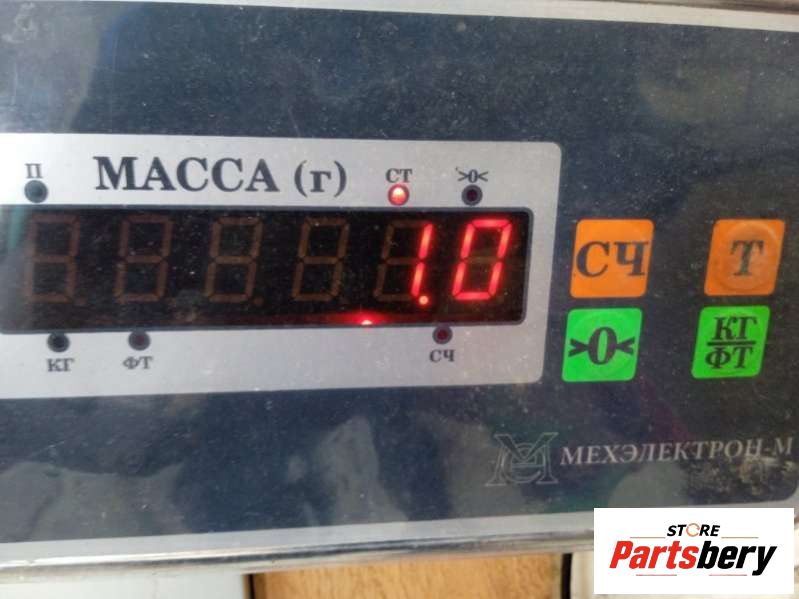 П МАССА (г) СТ >0<
1.0
КГ ФТ СЧ
СЧ Т
>0< КГ/ФТ
МЕХЭЛЕКТРОН-М
STORE
Partsbery